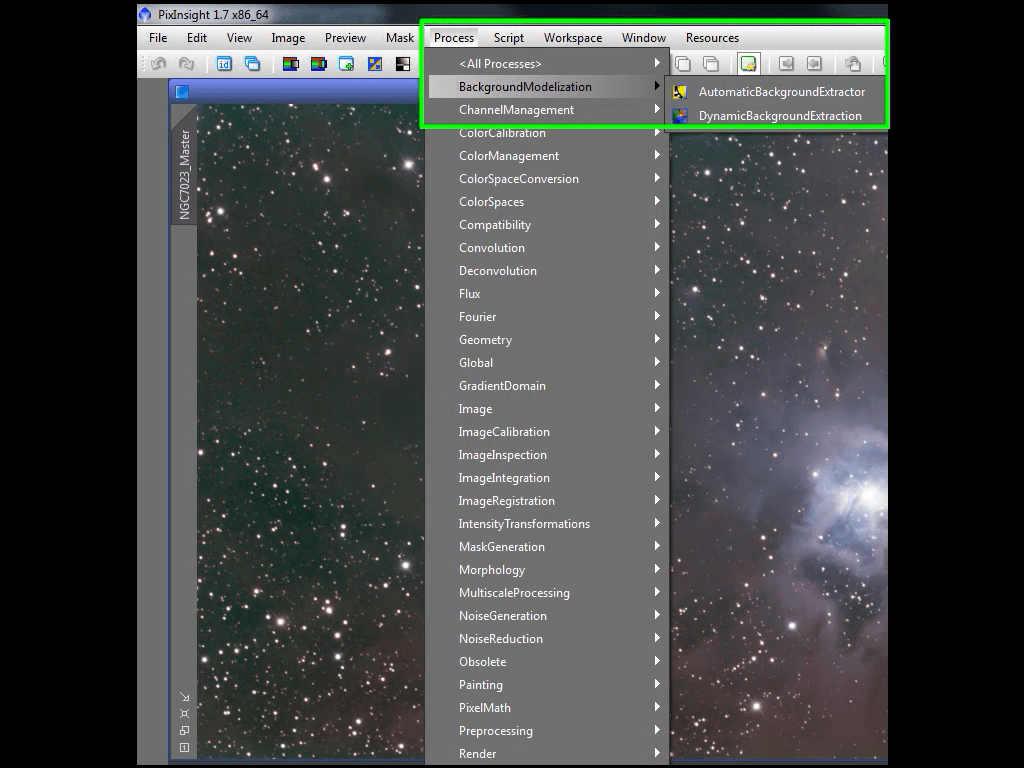 PixInsight 1.7 x86_64
File Edit View Image Preview Mask Process Script Workspace Window Resources
id
<All Processes>
BackgroundModelization
AutomaticBackgroundExtractor
DynamicBackgroundExtraction
ChannelManagement
ColorCalibration
ColorManagement
ColorSpaceConversion
ColorSpaces
Compatibility
Convolution
Deconvolution
Flux
Fourier
Geometry
Global
GradientDomain
Image
ImageCalibration
ImageInspection
ImageIntegration
ImageRegistration
IntensityTransformations
MaskGeneration
Morphology
MultiscaleProcessing
NoiseGeneration
NoiseReduction
Obsolete
Painting
PixelMath
Preprocessing
Render
NGC7023_Master